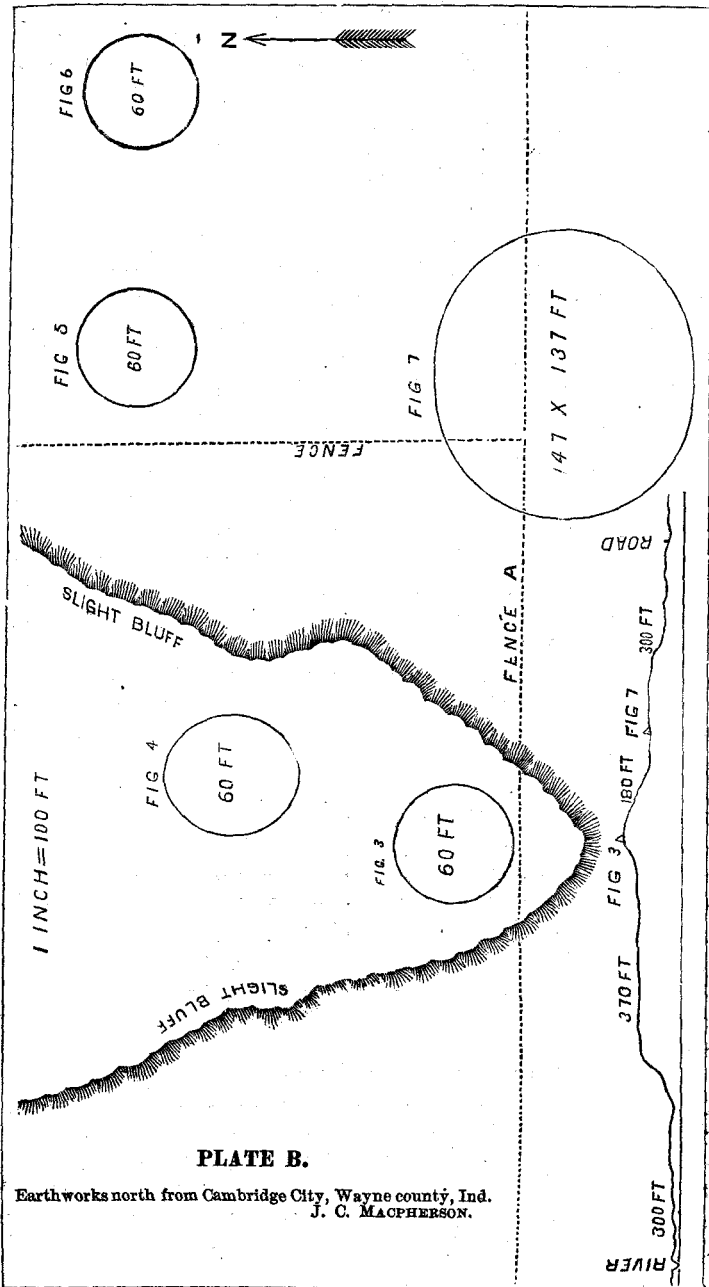 FIG 6
60 FT
N
FIG 5
60 FT
FIG 7
147 X 137 FT
FENCE
FENCE A
ROAD
SLIGHT BLUFF
FIG 4
60 FT
FIG. 3
60 FT
1 INCH=100 FT
SLIGHT BLUFF
300 FT
FIG 7
180 FT
FIG 3
370 FT
300 FT
RIVER
PLATE B.
Earthworks north from Cambridge City, Wayne county, Ind.
J. C. MACPHERSON.